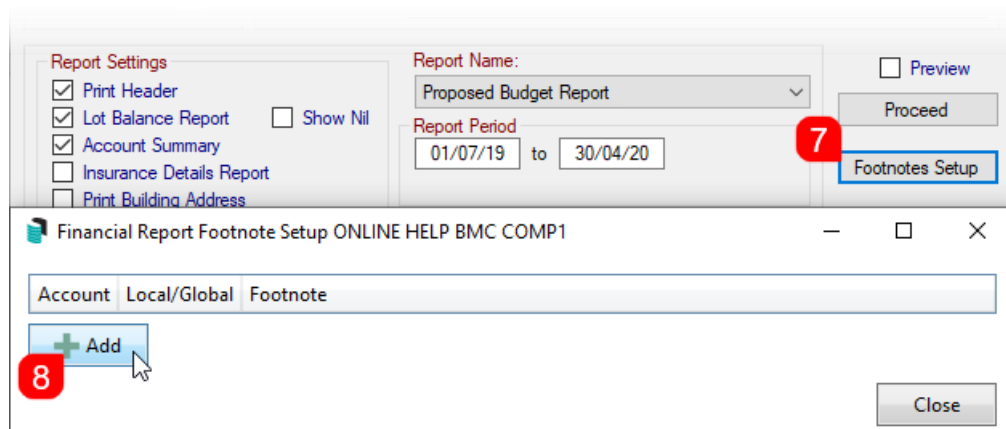 Report Settings
Print Header
Lot Balance Report Show Nil
Account Summary
Insurance Details Report
Print Building Address
Report Name:
Proposed Budget Report
Report Period
01/07/19 to 30/04/20
Preview
Proceed
7
Footnotes Setup
Financial Report Footnote Setup ONLINE HELP BMC COMP1
Account Local/Global Footnote
Add
8
Close